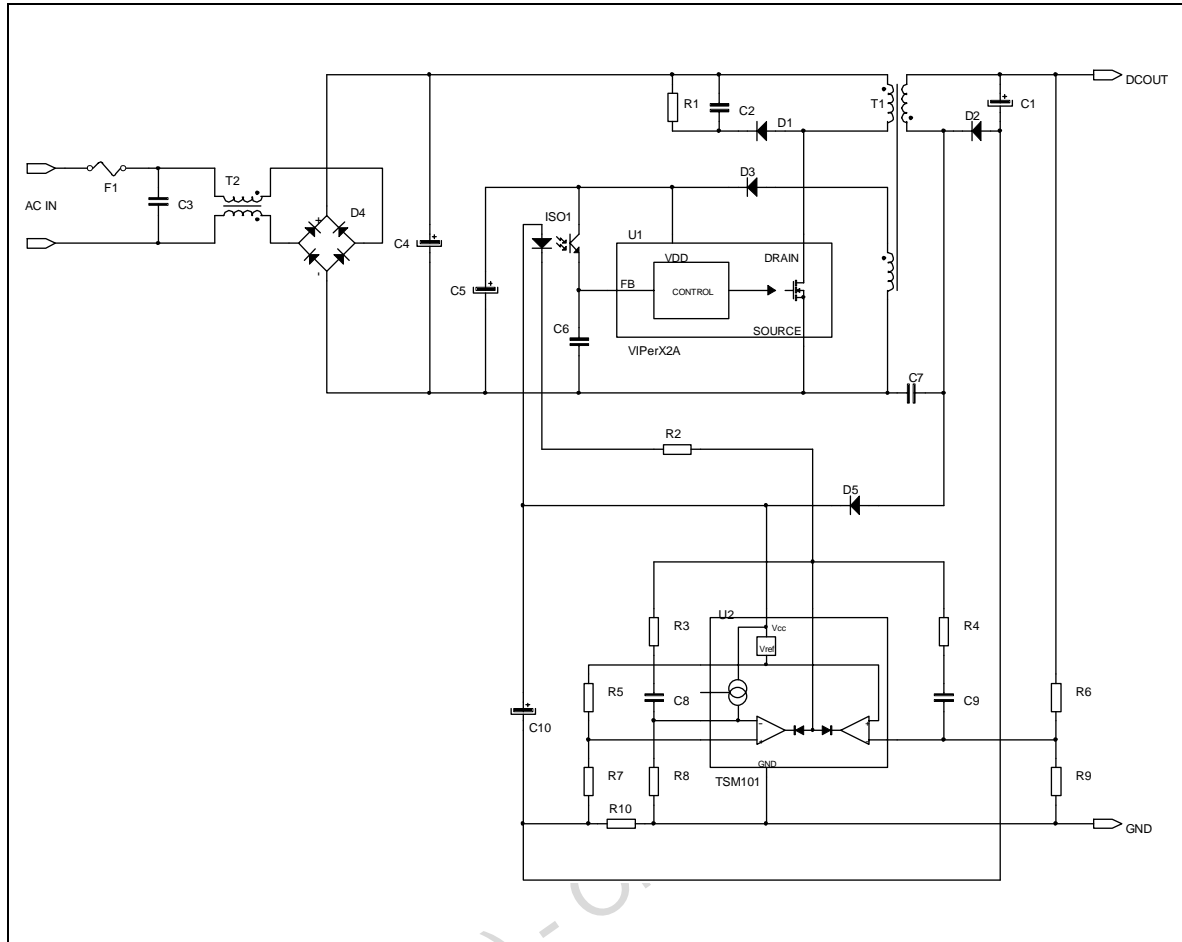 DCOUT
R1
C2
T1
C1
D1
D2
F1
T2
D3
AC IN
C3
D4
+
-
ISO1
U1
C4
VDD
DRAIN
C5
FB
CONTROL
C6
SOURCE
VIPerX2A
C7
R2
D5
U2
R3
Vcc
R4
Vref
R5
C8
C9
R6
C10
R7
R8
GND
R9
TSM101
R10
GND